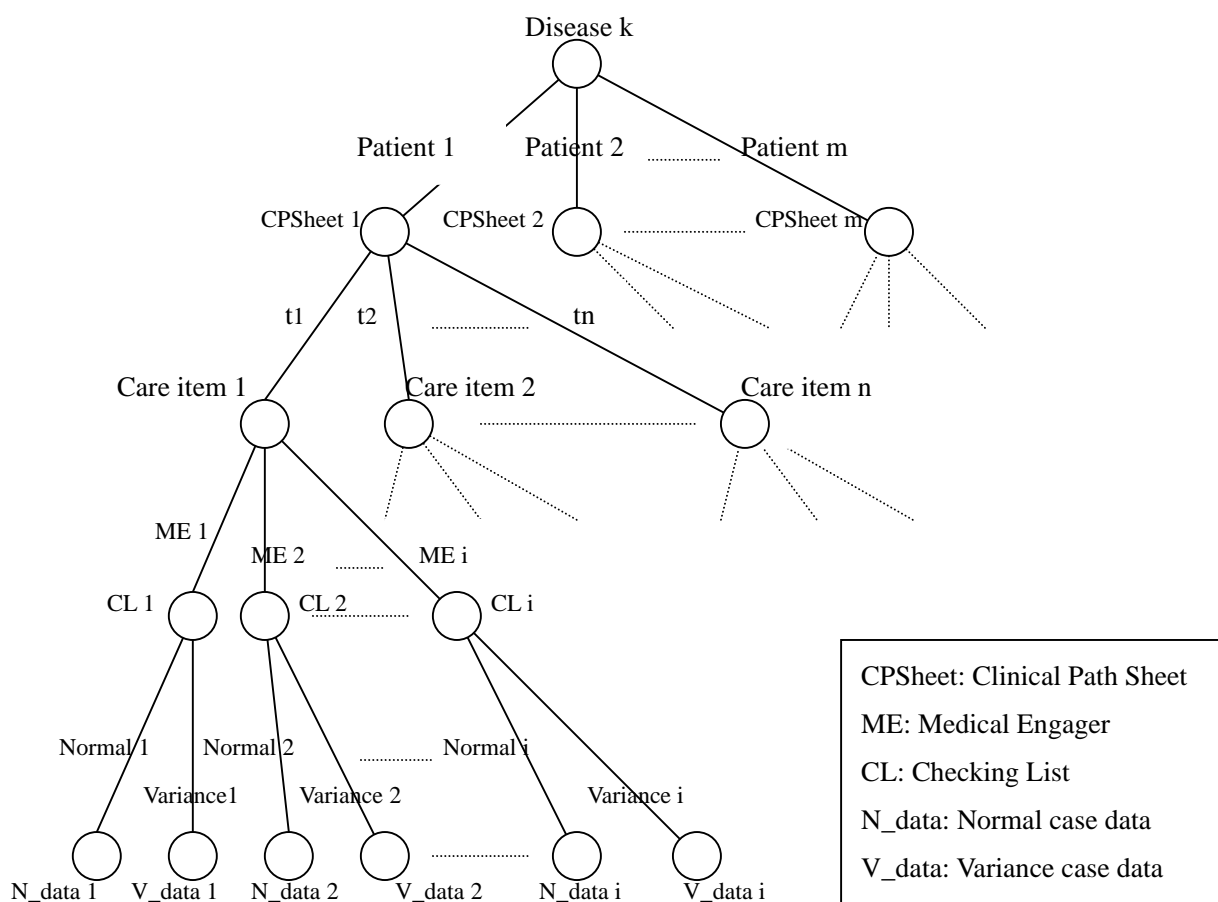 Disease k
Patient 1
Patient 2
Patient m
CPSheet 1
CPSheet 2
CPSheet m
t1
t2
tn
Care item 1
Care item 2
Care item n
ME 1
ME 2
ME i
CL 1
CL 2
CL i
Normal 1
Normal 2
Normal i
Variance1
Variance 2
Variance i
N_data 1
V_data 1
N_data 2
V_data 2
N_data i
V_data i
CPSheet: Clinical Path Sheet
ME: Medical Engager
CL: Checking List
N_data: Normal case data
V_data: Variance case data